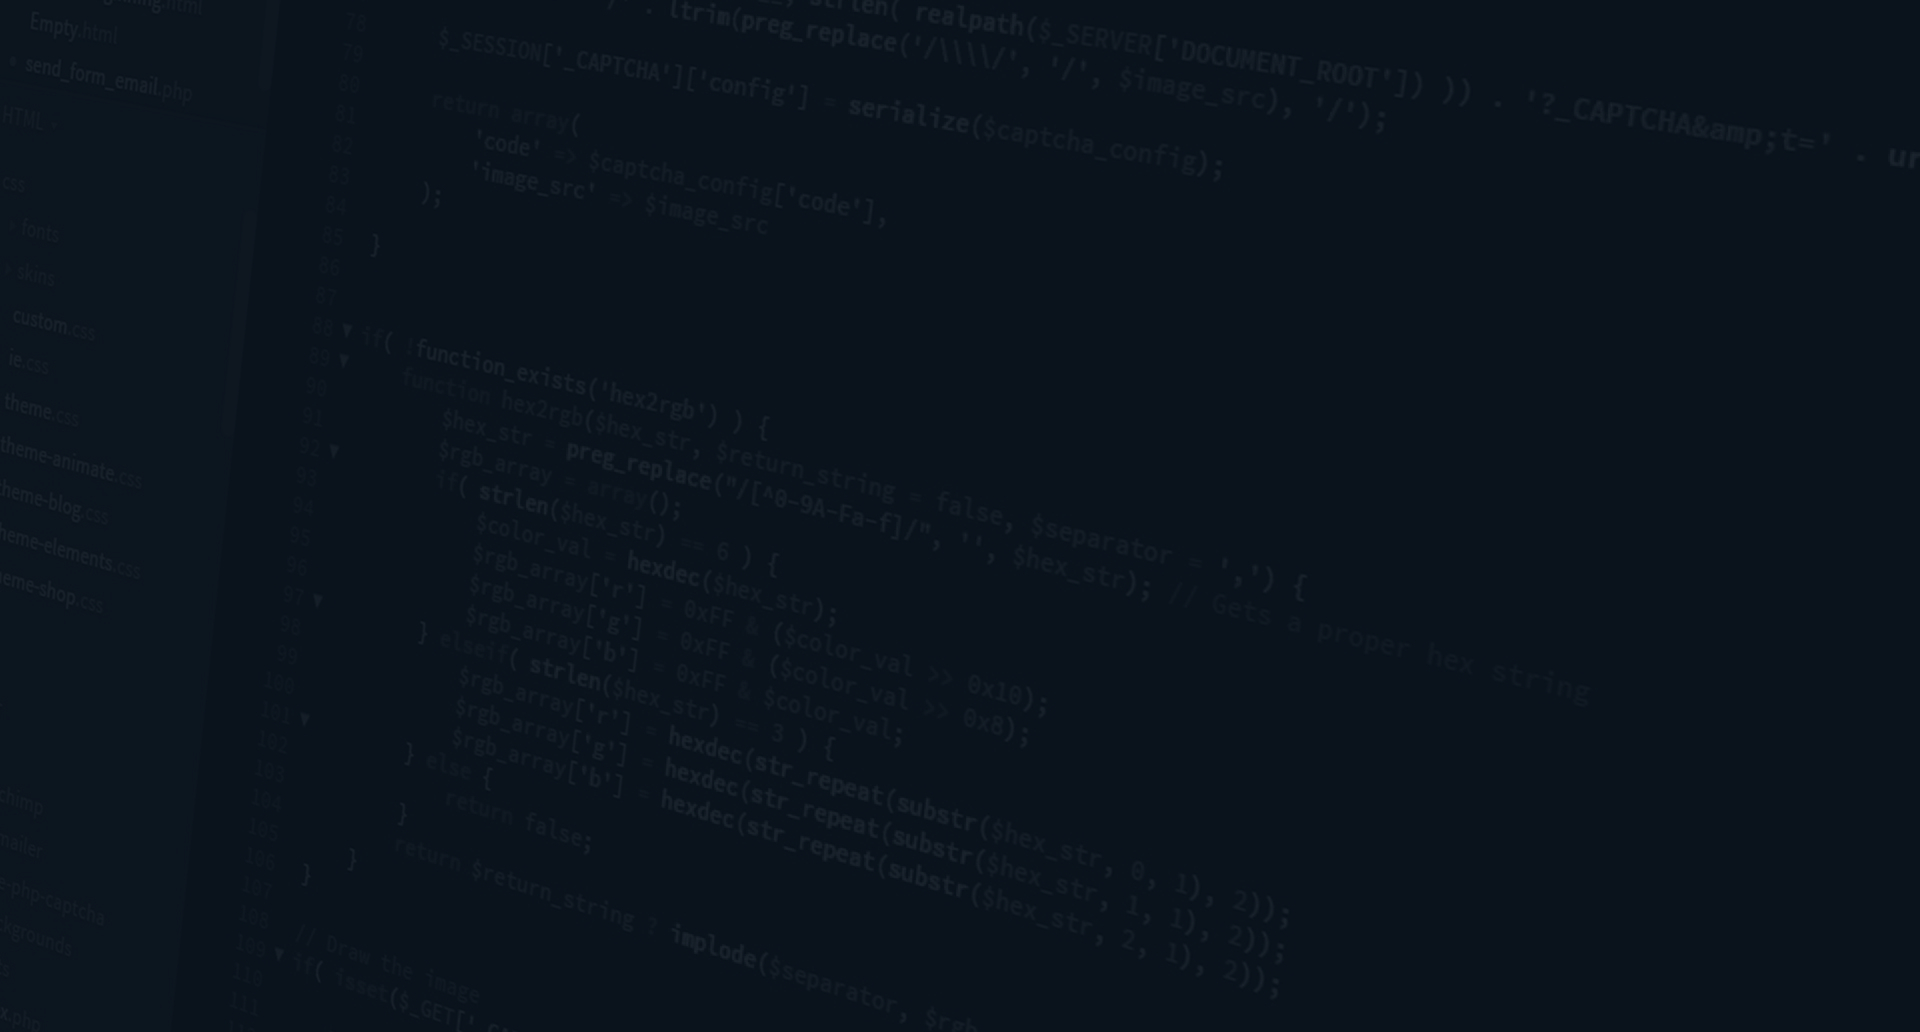 .html
Empty.html
send_form_email.php
HTML
css
fonts
skins
custom.css
ie.css
theme.css
theme-animate.css
theme-blog.css
heme-elements.css
eme-shop.css
chimp
mailer
e-php-captcha
ckgrounds
ts
x.php
strlen( realpath($_SERVER['DOCUMENT_ROOT']) )) . '?_CAPTCHA&amp;t=' . ur
/' . ltrim(preg_replace('/\\\\/', '/', $image_src), '/');
78
79 $_SESSION['_CAPTCHA']['config'] = serialize($captcha_config);
80
81 return array(
82 'code' => $captcha_config['code'],
83 'image_src' => $image_src
84 );
85 }
86
87
88 if( !function_exists('hex2rgb') ) {
89 function hex2rgb($hex_str, $return_string = false, $separator = ',') {
90 $hex_str = preg_replace("/[^0-9A-Fa-f]/", '', $hex_str); // Gets a proper hex string
91 $rgb_array = array();
92 if( strlen($hex_str) == 6 ) {
93 $color_val = hexdec($hex_str);
94 $rgb_array['r'] = 0xFF & ($color_val >> 0x10);
95 $rgb_array['g'] = 0xFF & ($color_val >> 0x8);
96 $rgb_array['b'] = 0xFF & $color_val;
97 } elseif( strlen($hex_str) == 3 ) {
98 $rgb_array['r'] = hexdec(str_repeat(substr($hex_str, 0, 1), 2));
99 $rgb_array['g'] = hexdec(str_repeat(substr($hex_str, 1, 1), 2));
100 $rgb_array['b'] = hexdec(str_repeat(substr($hex_str, 2, 1), 2));
101 } else {
102 return false;
103 }
104 return $return_string ? implode($separator, $rgb
105 }
106 }
107
108 // Draw the image
109 if( isset($_GET['
110
111